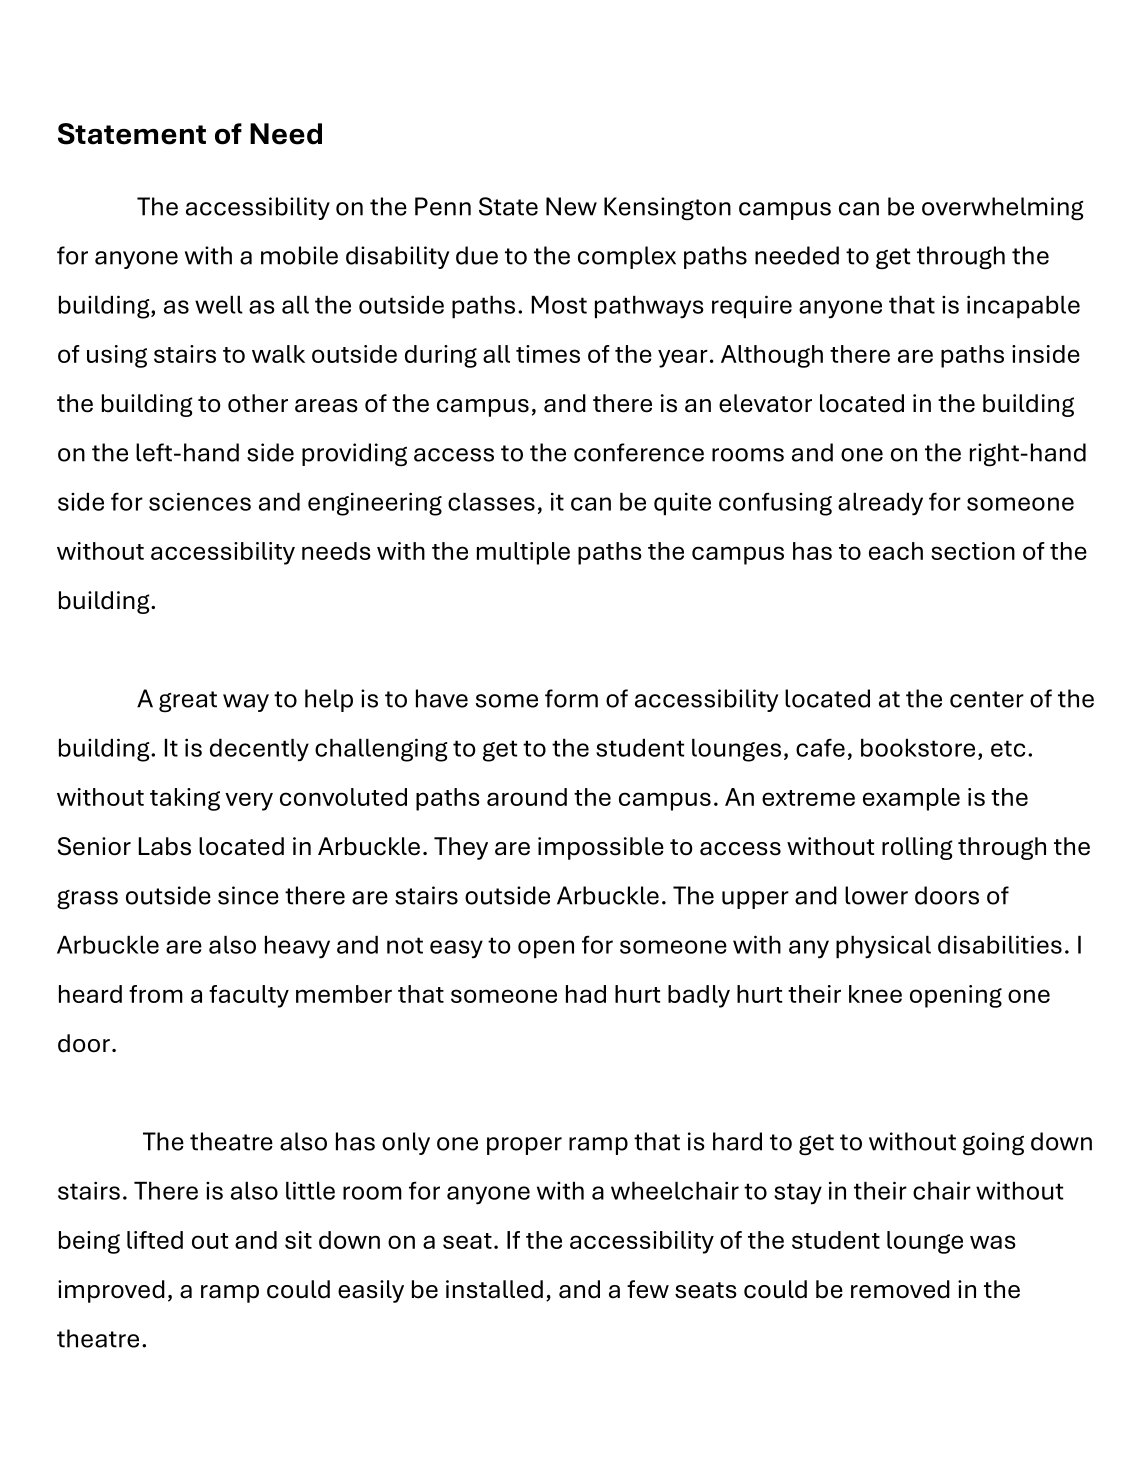 Statement of Need
The accessibility on the Penn State New Kensington campus can be overwhelming
for anyone with a mobile disability due to the complex paths needed to get through the
building, as well as all the outside paths. Most pathways require anyone that is incapable
of using stairs to walk outside during all times of the year. Although there are paths inside
the building to other areas of the campus, and there is an elevator located in the building
on the left-hand side providing access to the conference rooms and one on the right-hand
side for sciences and engineering classes, it can be quite confusing already for someone
without accessibility needs with the multiple paths the campus has to each section of the
building.
A great way to help is to have some form of accessibility located at the center of the
building. It is decently challenging to get to the student lounges, cafe, bookstore, etc.
without taking very convoluted paths around the campus. An extreme example is the
Senior Labs located in Arbuckle. They are impossible to access without rolling through the
grass outside since there are stairs outside Arbuckle. The upper and lower doors of
Arbuckle are also heavy and not easy to open for someone with any physical disabilities. I
heard from a faculty member that someone had hurt badly hurt their knee opening one
door.
The theatre also has only one proper ramp that is hard to get to without going down
stairs. There is also little room for anyone with a wheelchair to stay in their chair without
being lifted out and sit down on a seat. If the accessibility of the student lounge was
improved, a ramp could easily be installed, and a few seats could be removed in the
theatre.